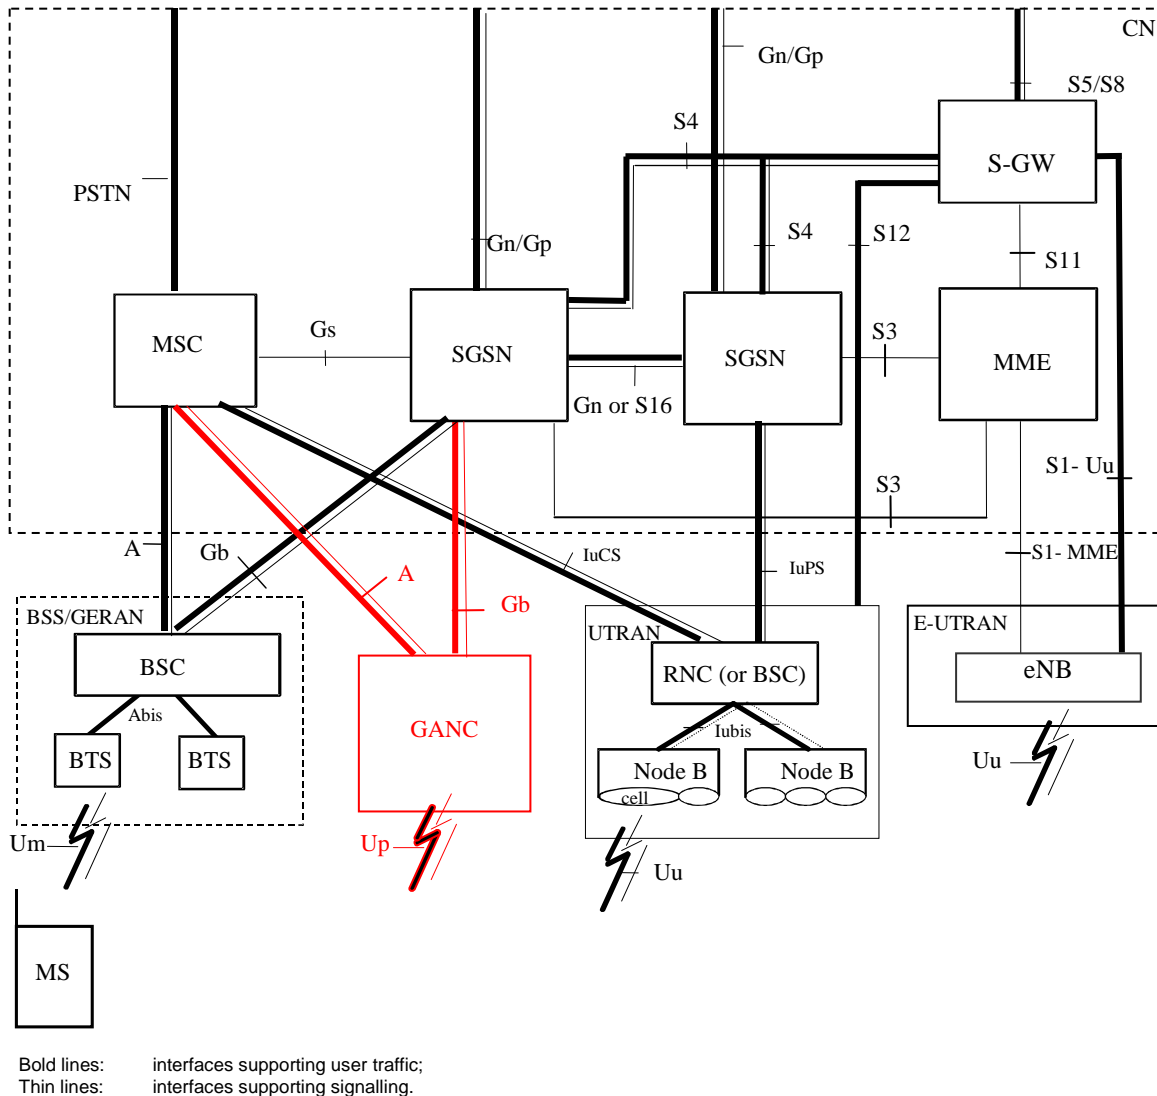 CN
Gn/Gp
S5/S8
S4
S-GW
PSTN
Gn/Gp
S4
S12
S11
MSC
Gs
SGSN
SGSN
S3
MME
Gn or S16
S1- Uu
S3
A
Gb
IuCS
IuPS
S1- MME
A
Gb
BSS/GERAN
UTRAN
E-UTRAN
BSC
RNC (or BSC)
eNB
Abis
GANC
Iubis
BTS
BTS
Node B
Node B
Uu
cell
Um
Up
Uu
MS
Bold lines: interfaces supporting user traffic;
Thin lines: interfaces supporting signalling.